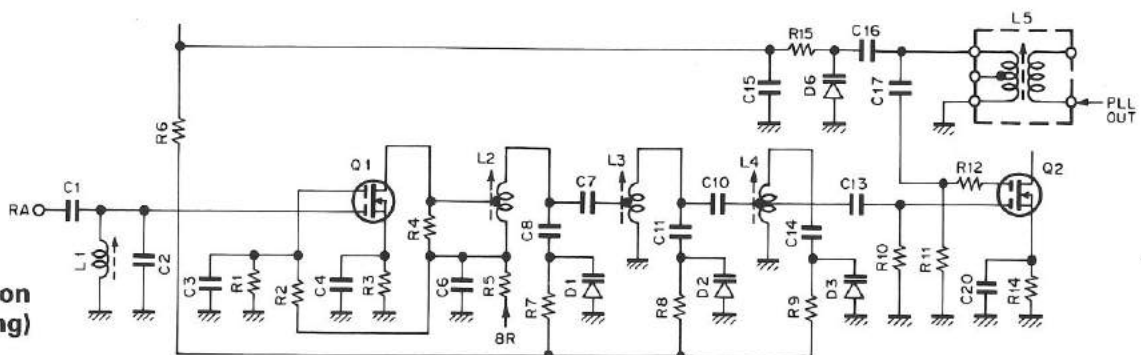 L5
C16
R15
C15
D6
C17
PLL
OUT
R6
Q1
L2
L3
L4
R12
Q2
RA
C1
C7
C10
C13
R4
C8
C11
C14
L1
C2
C3
R1
R2
C4
R3
C6
R5
R7
D1
R8
D2
R9
D3
R10
R11
C20
R14
8R
on
ng)